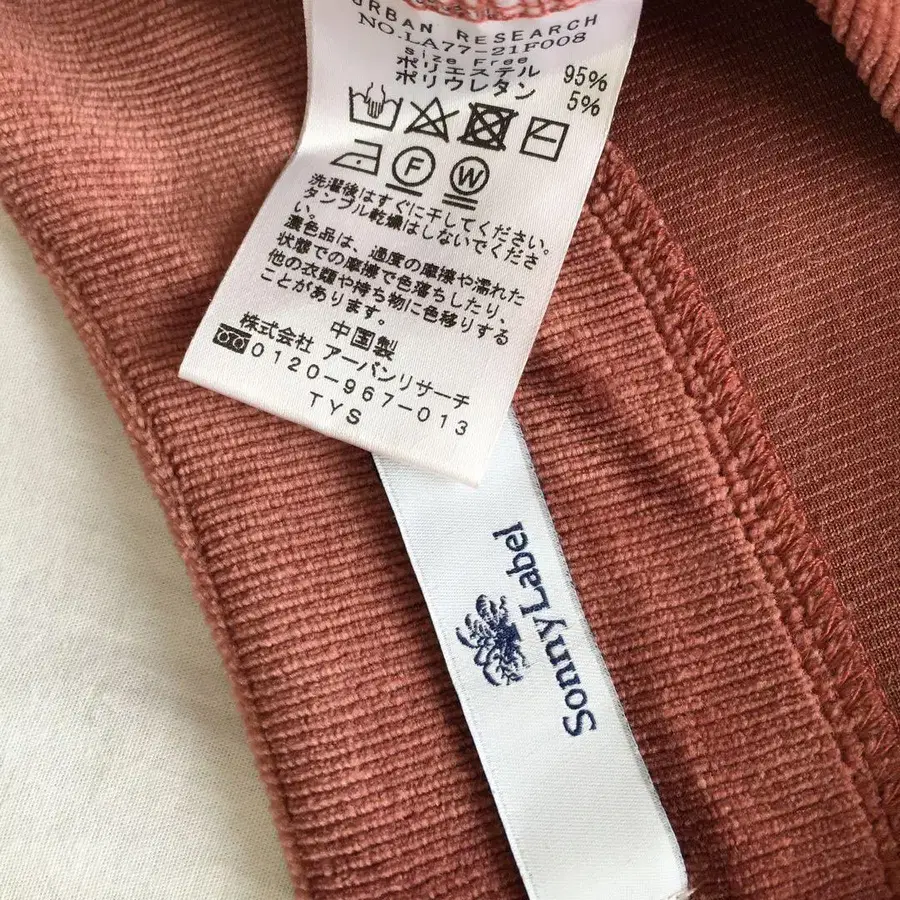 URBAN RESEARCH
NO.LA77-21F008
size Free
ポリエステル 95%
ポリウレタン 5%
F W
洗濯後はすぐに干してください。
タンブル乾燥はしないでくださ
い。
濃色品は、過度の摩擦や濡れた
状態での摩擦で色落ちしたり、
他の衣類や持ち物に色移りする
ことがあります。
中国製
株式会社 アーバンリサーチ
0120-967-013
TYS
Sonny Label